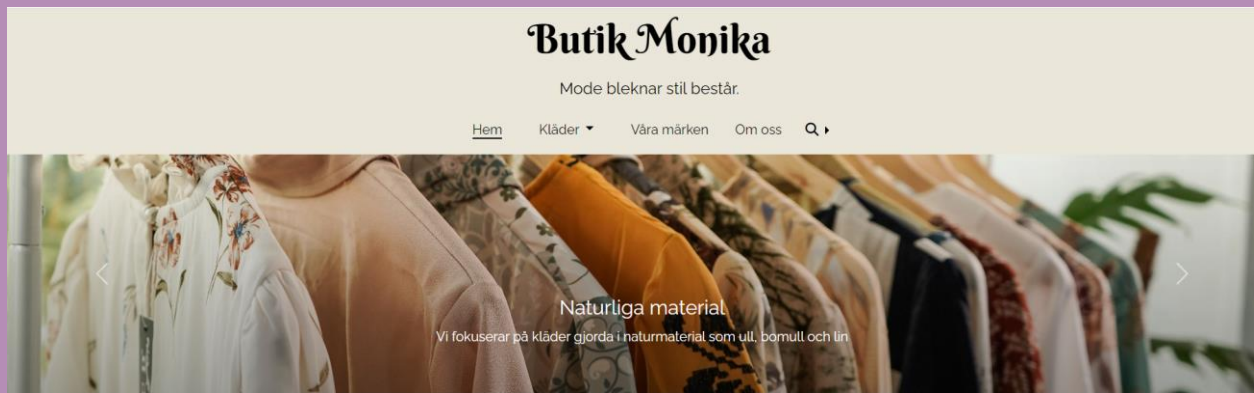 Butik Monika
Mode bleknar stil består.
Hem Kläder Våra märken Om oss
Naturliga material
Vi fokuserar på kläder gjorda i naturmaterial som ull, bomull och lin